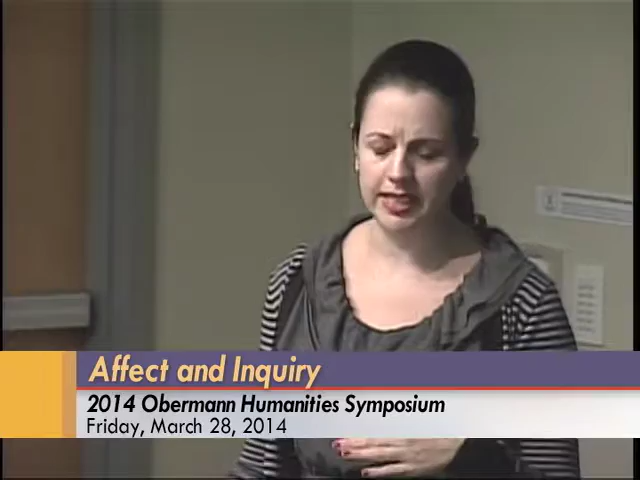 Affect and Inquiry
2014 Obermann Humanities Symposium
Friday, March 28, 2014